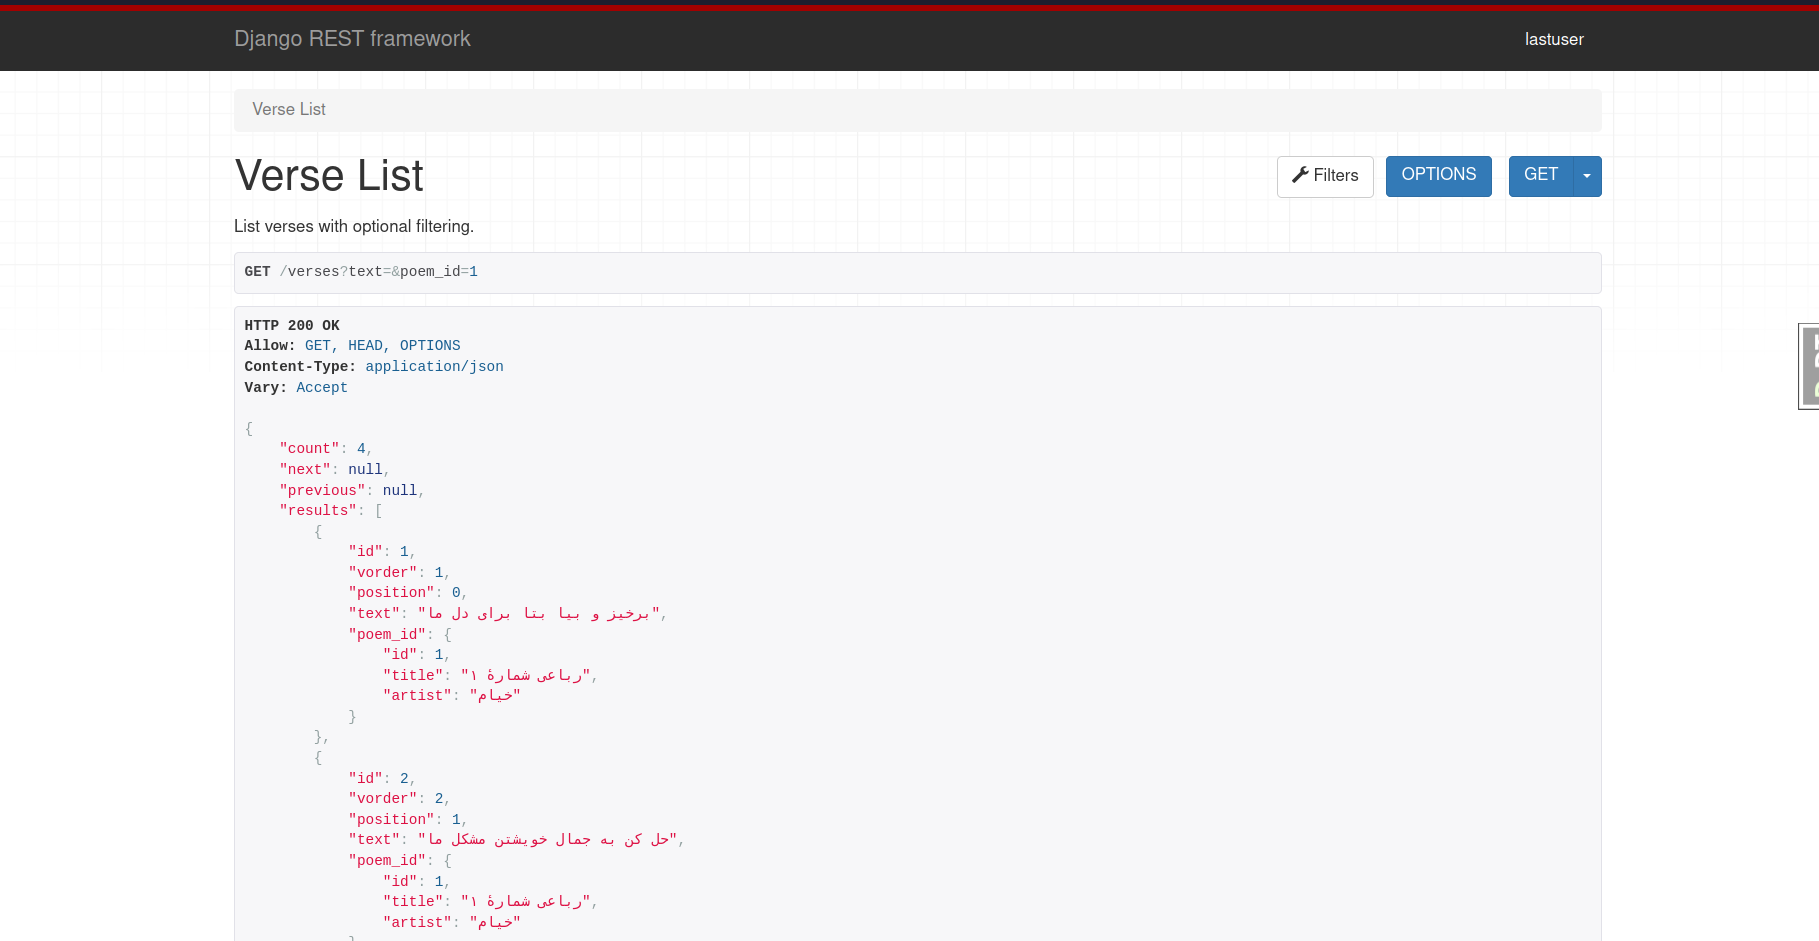 Django REST framework
lastuser
Verse List
Verse List
Filters
OPTIONS
GET
List verses with optional filtering.
GET /verses?text=&poem_id=1
HTTP 200 OK
Allow: GET, HEAD, OPTIONS
Content-Type: application/json
Vary: Accept
{
"count": 4,
"next": null,
"previous": null,
"results": [
{
"id": 1,
"vorder": 1,
"position": 0,
"text": "برخیز و بیا بتا برای دل ما",
"poem_id": {
"id": 1,
"title": "رباعی شمارهٔ ۱",
"artist": "خیام"
}
},
{
"id": 2,
"vorder": 2,
"position": 1,
"text": "حل کن به جمال خویشتن مشکل ما",
"poem_id": {
"id": 1,
"title": "رباعی شمارهٔ ۱",
"artist": "خیام"
}